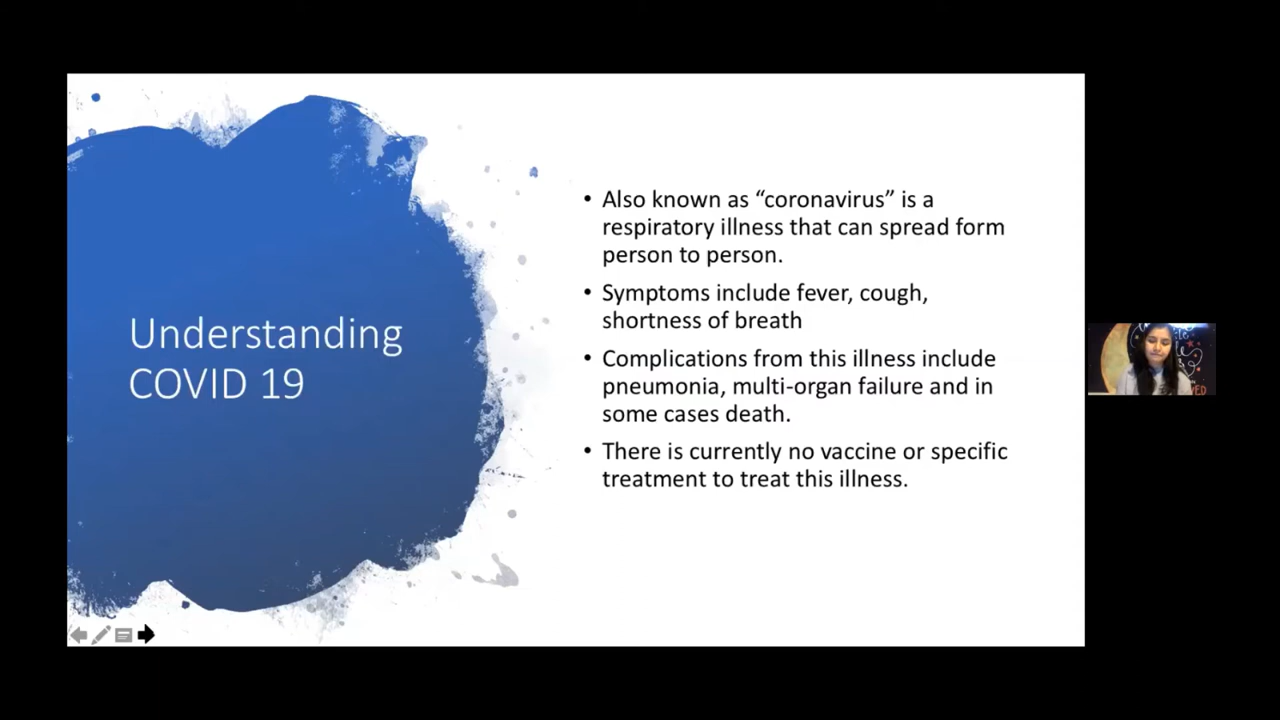 Understanding
COVID 19
• Also known as “coronavirus” is a
respiratory illness that can spread form
person to person.
• Symptoms include fever, cough,
shortness of breath
• Complications from this illness include
pneumonia, multi-organ failure and in
some cases death.
• There is currently no vaccine or specific
treatment to treat this illness.